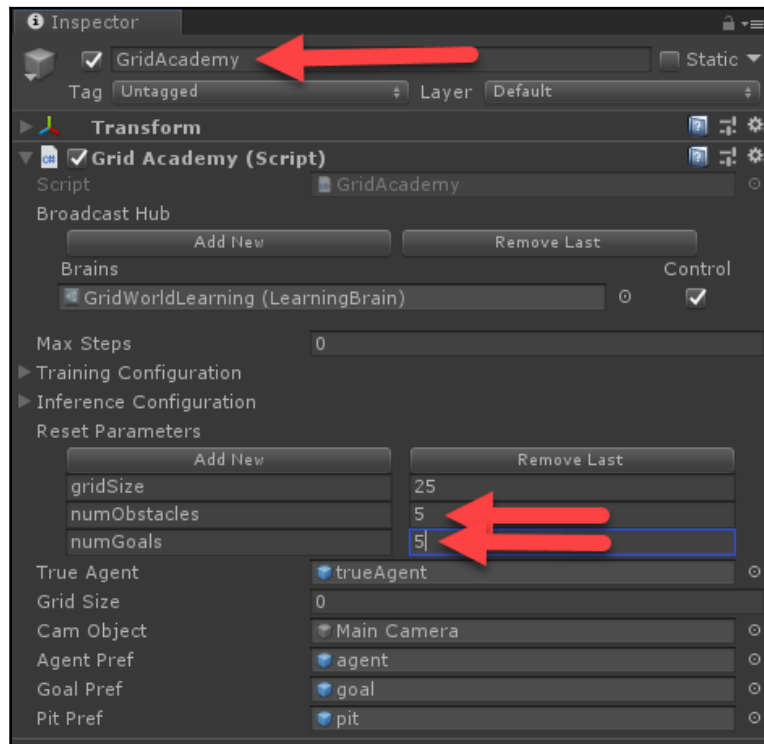 Inspector
GridAcademy Static
Tag Untagged Layer Default
Transform
Grid Academy (Script)
Script GridAcademy
Broadcast Hub
Add New Remove Last
Brains Control
GridWorldLearning (LearningBrain)
Max Steps 0
Training Configuration
Inference Configuration
Reset Parameters
Add New Remove Last
gridSize 25
numObstacles 5
numGoals 5
True Agent trueAgent
Grid Size 0
Cam Object Main Camera
Agent Pref agent
Goal Pref goal
Pit Pref pit